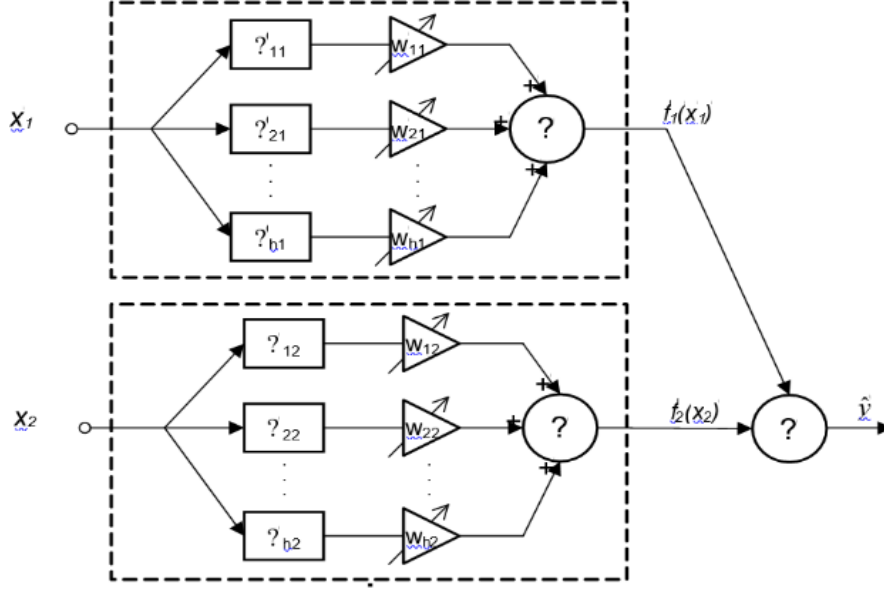 ?'11
w11
+
x1
?'21
w21
+
?
f1(x1)
?'h1
wh1
+
?12
w12
+
x2
?22
w22
+
?
f2(x2)
?
ŷ
?h2
wh2
+